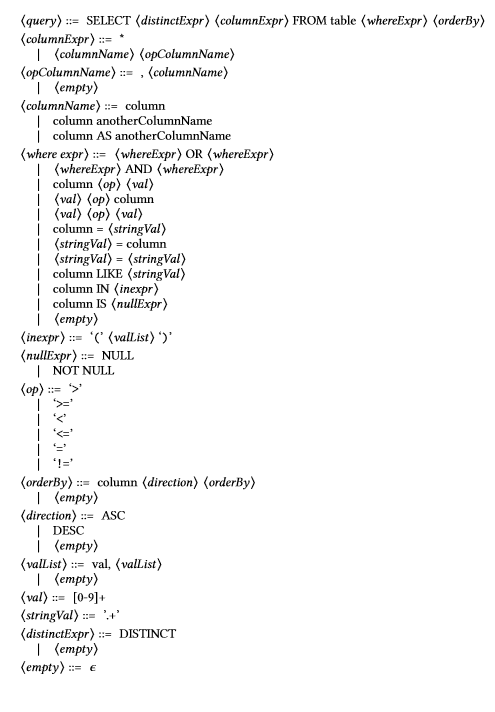 ⟨query⟩ ::= SELECT ⟨distinctExpr⟩ ⟨columnExpr⟩ FROM table ⟨whereExpr⟩ ⟨orderBy⟩
⟨columnExpr⟩ ::= *
| ⟨columnName⟩ ⟨opColumnName⟩
⟨opColumnName⟩ ::= , ⟨columnName⟩
| ⟨empty⟩
⟨columnName⟩ ::= column
| column anotherColumnName
| column AS anotherColumnName
⟨where expr⟩ ::= ⟨whereExpr⟩ OR ⟨whereExpr⟩
| ⟨whereExpr⟩ AND ⟨whereExpr⟩
| column ⟨op⟩ ⟨val⟩
| ⟨val⟩ ⟨op⟩ column
| ⟨val⟩ ⟨op⟩ ⟨val⟩
| column = ⟨stringVal⟩
| ⟨stringVal⟩ = column
| ⟨stringVal⟩ = ⟨stringVal⟩
| column LIKE ⟨stringVal⟩
| column IN ⟨inexpr⟩
| column IS ⟨nullExpr⟩
| ⟨empty⟩
⟨inexpr⟩ ::= ‘(’ ⟨valList⟩ ‘)’
⟨nullExpr⟩ ::= NULL
| NOT NULL
⟨op⟩ ::= ‘>’
| ‘>=’
| ‘<’
| ‘<=’
| ‘=’
| ‘!=’
⟨orderBy⟩ ::= column ⟨direction⟩ ⟨orderBy⟩
| ⟨empty⟩
⟨direction⟩ ::= ASC
| DESC
| ⟨empty⟩
⟨valList⟩ ::= val, ⟨valList⟩
| ⟨empty⟩
⟨val⟩ ::= [0-9]+
⟨stringVal⟩ ::= ’.+’
⟨distinctExpr⟩ ::= DISTINCT
| ⟨empty⟩
⟨empty⟩ ::= ϵ